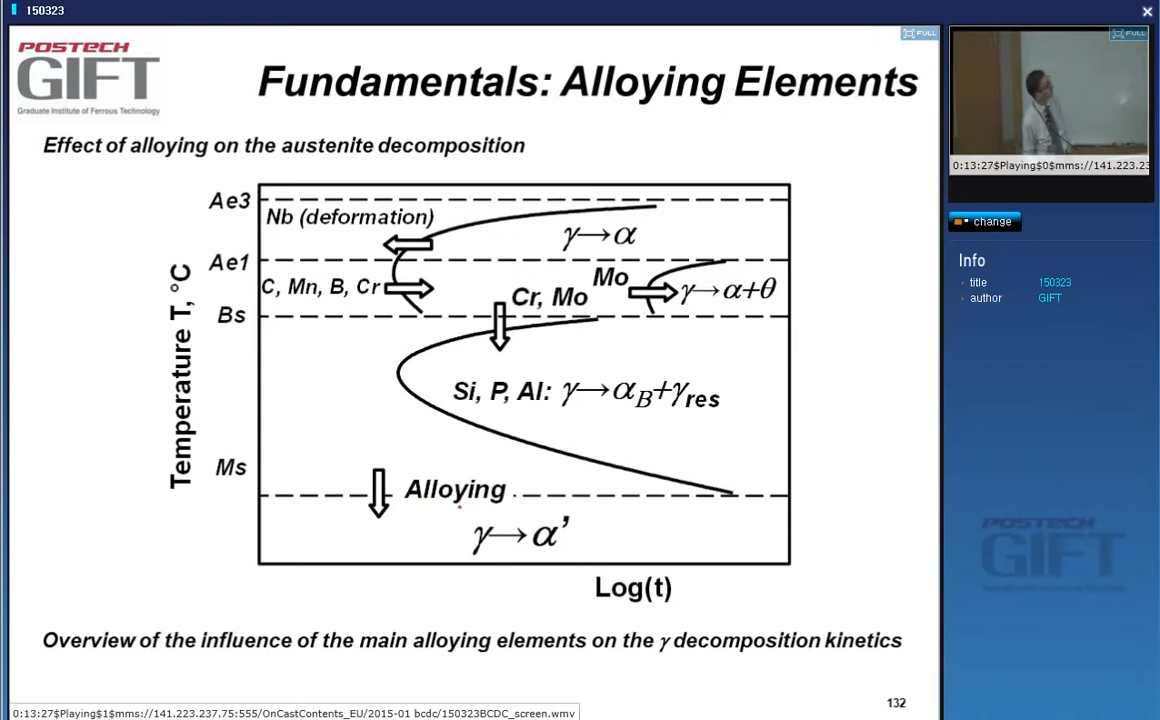 150323
POSTECH
GIFT
Graduate Institute of Ferrous Technology
FULL
Fundamentals: Alloying Elements
Effect of alloying on the austenite decomposition
Ae3
Nb (deformation)
γ→α
Ae1
C, Mn, B, Cr
Mo
γ→α+θ
Cr, Mo
Bs
Temperature T, °C
Si, P, Al: γ→α_B+γ_res
Ms
Alloying
γ→α’
Log(t)
Overview of the influence of the main alloying elements on the γ decomposition kinetics
132
0:13:27$Playing$1$mms://141.223.237.75:555/OnCastContents_EU/2015-01 bcdc/150323BCDC_screen.wmv
FULL
0:13:27$Playing$0$mms://141.223.23
change
Info
title 150323
author GIFT
POSTECH
GIFT